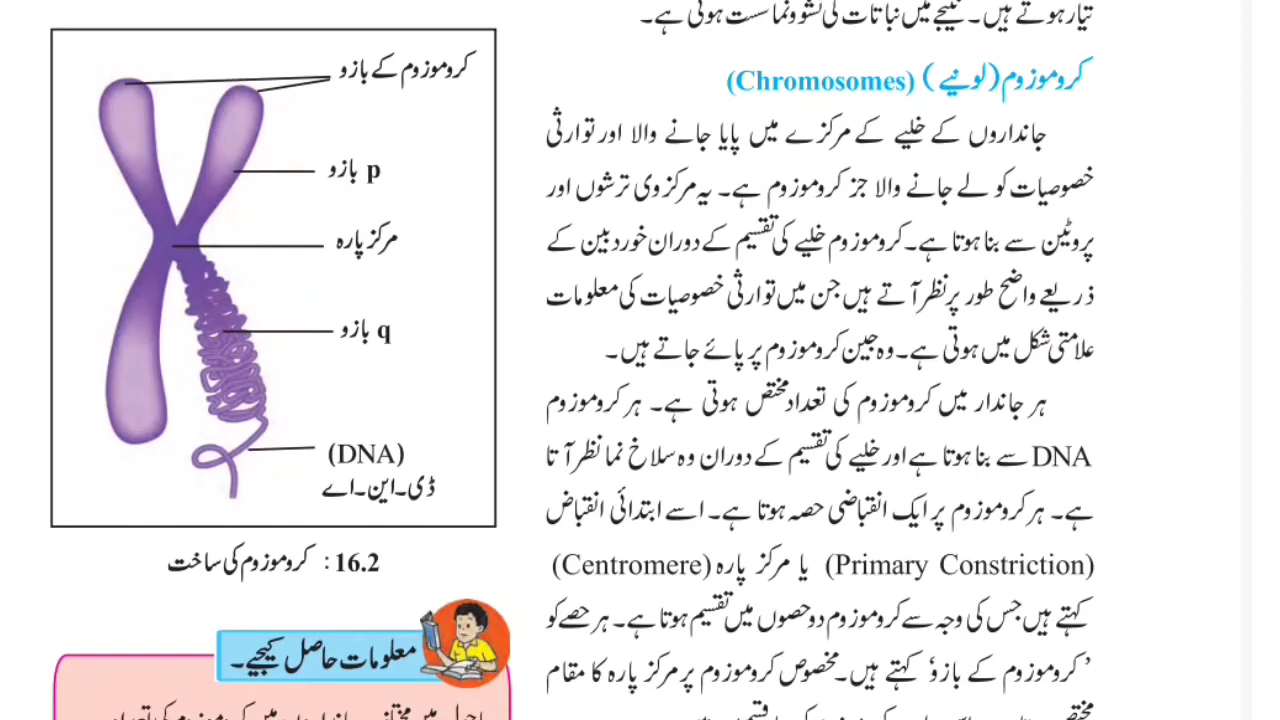 تیار ہوتے ہیں۔ نتیجے میں نباتات کی نشوونما سست ہوتی ہے۔
کروموزوم (لونیے) (Chromosomes)
جانداروں کے خلیے کے مرکزے میں پایا جانے والا اور توارثی
خصوصیات کو لے جانے والا جز کروموزوم ہے۔ یہ مرکزوی ترشوں اور
پروٹین سے بنا ہوتا ہے۔ کروموزوم خلیے کی تقسیم کے دوران خوردبین کے
ذریعے واضح طور پر نظر آتے ہیں جن میں توارثی خصوصیات کی معلومات
علامتی شکل میں ہوتی ہے۔ وہ جین کروموزوم پر پائے جاتے ہیں۔
ہر جاندار میں کروموزوم کی تعداد مختص ہوتی ہے۔ ہر کروموزوم
DNA سے بنا ہوتا ہے اور خلیے کی تقسیم کے دوران وہ سلاخ نما نظر آتا
ہے۔ ہر کروموزوم پر ایک انقباضی حصہ ہوتا ہے۔ اسے ابتدائی انقباض
(Primary Constriction) یا مرکز پارہ (Centromere)
کہتے ہیں جس کی وجہ سے کروموزوم دو حصوں میں تقسیم ہوتا ہے۔ ہر حصے کو
’کروموزوم کے بازو‘ کہتے ہیں۔ مخصوص کروموزوم پر مرکز پارہ کا مقام
کروموزوم کے بازو
p بازو
مرکز پارہ
q بازو
(DNA)
ڈی۔این۔اے
16.2 : کروموزوم کی ساخت
معلومات حاصل کیجیے۔